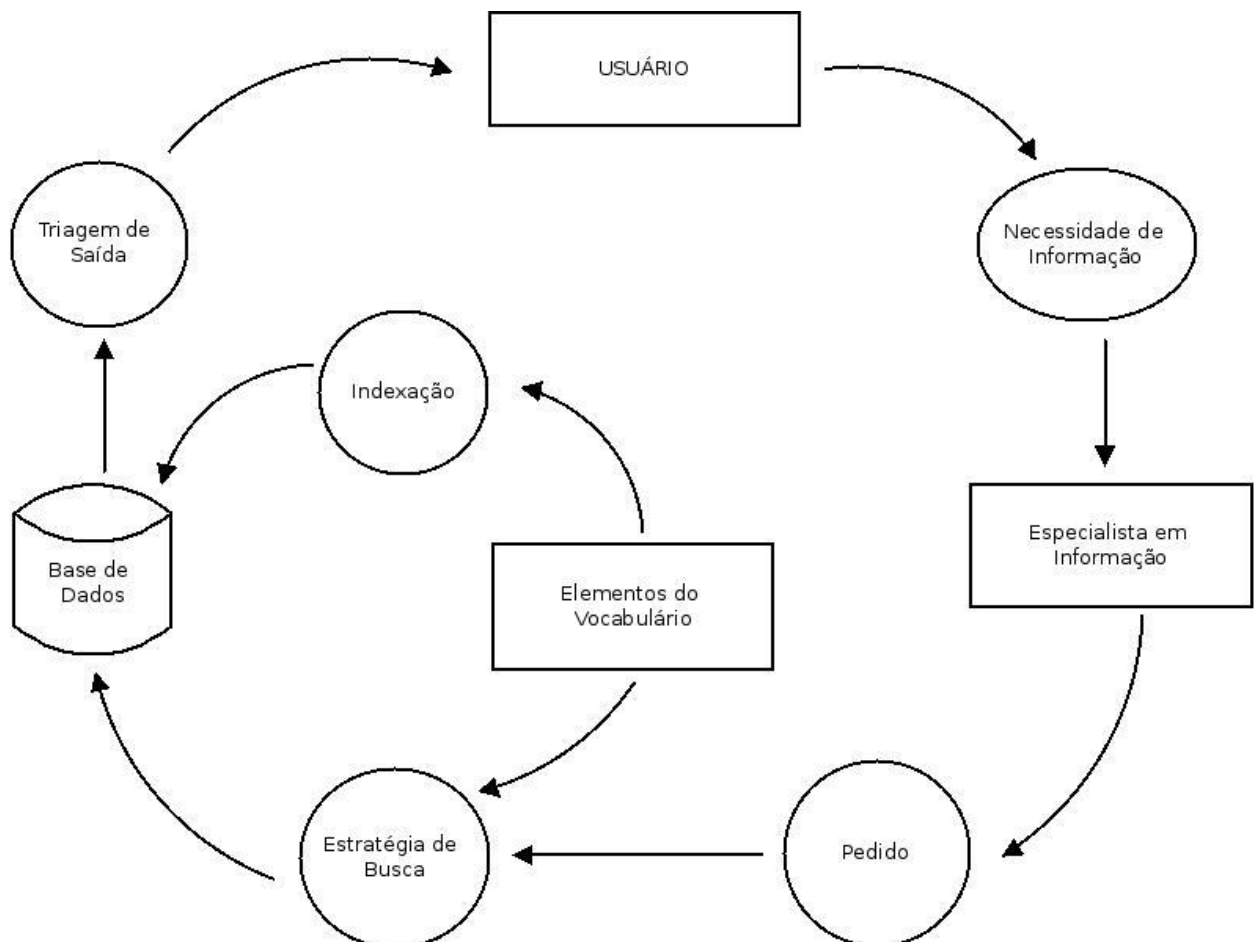 USUÁRIO
Necessidade de
Informação
Triagem de
Saída
Indexação
Especialista em
Informação
Base de
Dados
Elementos do
Vocabulário
Estratégia de
Busca
Pedido